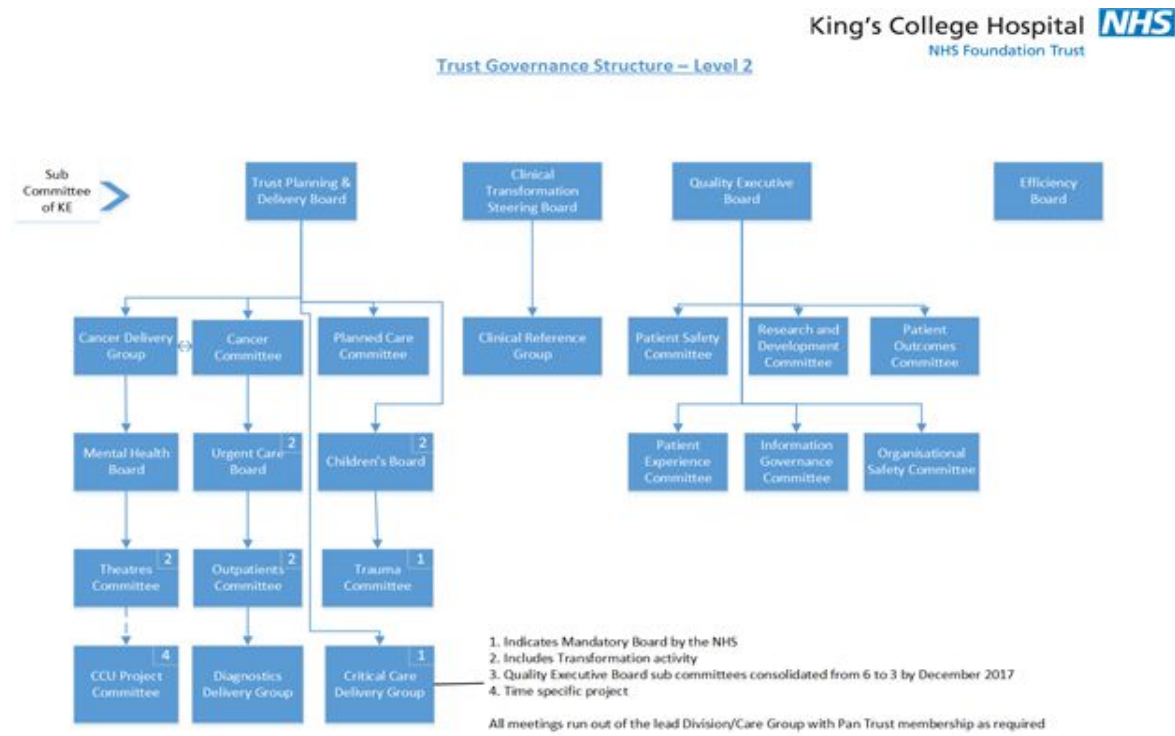 King's College Hospital NHS
NHS Foundation Trust
Trust Governance Structure – Level 2
Sub
Committee
of KE
Trust Planning &
Delivery Board
Clinical
Transformation
Steering Board
Quality Executive
Board
Efficiency
Board
Cancer Delivery
Group
Cancer
Committee
Planned Care
Committee
Clinical Reference
Group
Patient Safety
Committee
Research and
Development
Committee
Patient
Outcomes
Committee
Mental Health
Board
2
Urgent Care
Board
2
Children's Board
Patient
Experience
Committee
Information
Governance
Committee
Organisational
Safety Committee
2
Theatres
Committee
2
Outpatients
Committee
1
Trauma
Committee
4
CCU Project
Committee
Diagnostics
Delivery Group
1
Critical Care
Delivery Group
1. Indicates Mandatory Board by the NHS
2. Includes Transformation activity
3. Quality Executive Board sub committees consolidated from 6 to 3 by December 2017
4. Time specific project
All meetings run out of the lead Division/Care Group with Pan Trust membership as required